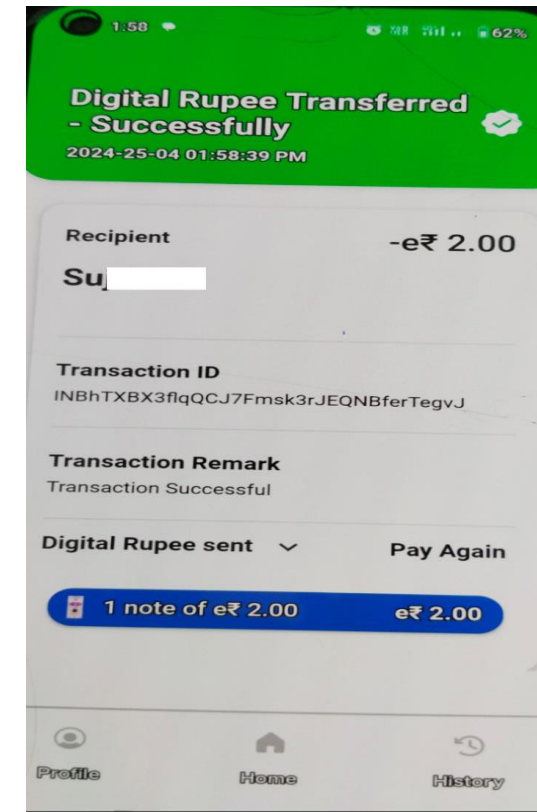 1:58
62%
Digital Rupee Transferred
- Successfully
2024-25-04 01:58:39 PM
Recipient -e₹ 2.00
Suj
Transaction ID
INBhTXBX3flqQCJ7Fmsk3rJEQNBferTegvJ
Transaction Remark
Transaction Successful
Digital Rupee sent Pay Again
1 note of e₹ 2.00 e₹ 2.00
Profile Home History